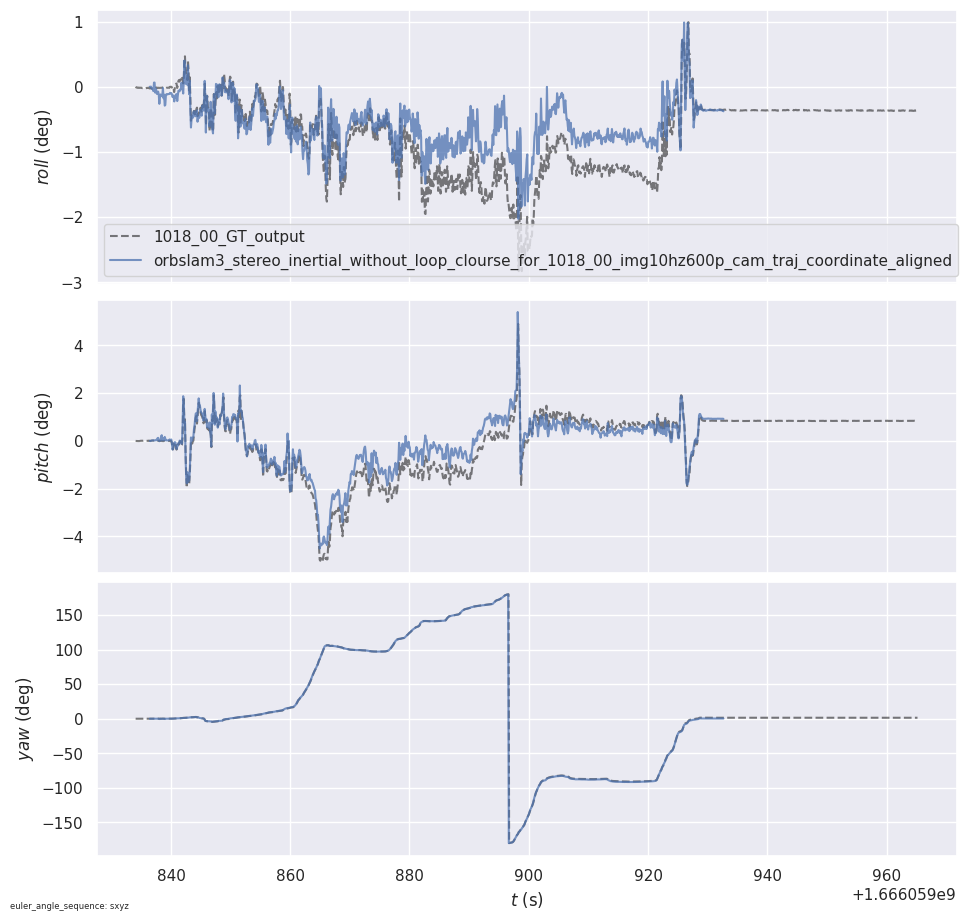 1
0
−1
−2
−3
roll (deg)
1018_00_GT_output
orbslam3_stereo_inertial_without_loop_clourse_for_1018_00_img10hz600p_cam_traj_coordinate_aligned
4
2
0
−2
−4
pitch (deg)
150
100
50
0
−50
−100
−150
yaw (deg)
840 860 880 900 920 940 960
+1.666059e9
t (s)
euler_angle_sequence: sxyz